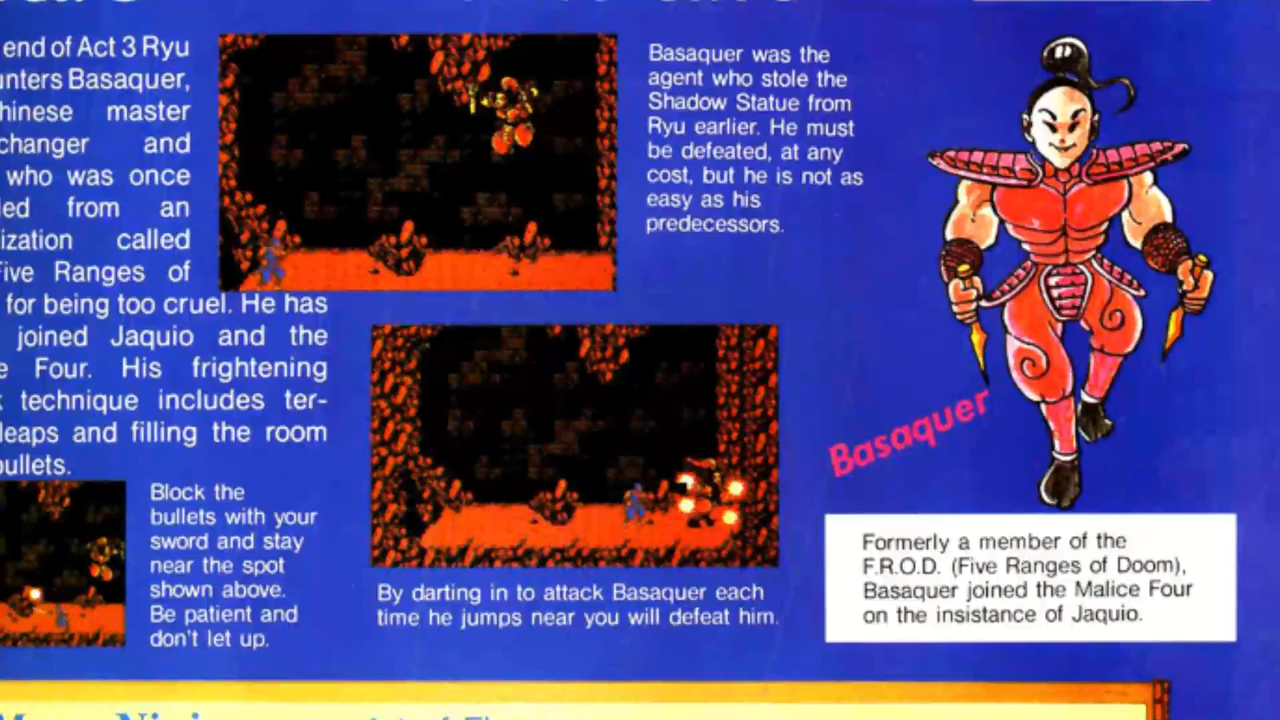 end of Act 3 Ryu
Basaquer,
master
and
who was once
from an
called
Five Ranges of
for being too cruel. He has
joined Jaquio and the
Four. His frightening
technique includes ter-
leaps and filling the room
bullets.
Block the
bullets with your
sword and stay
near the spot
shown above.
Be patient and
don't let up.
Basaquer was the
agent who stole the
Shadow Statue from
Ryu earlier. He must
be defeated, at any
cost, but he is not as
easy as his
predecessors.
By darting in to attack Basaquer each
time he jumps near you will defeat him.
Basaquer
Formerly a member of the
F.R.O.D. (Five Ranges of Doom),
Basaquer joined the Malice Four
on the insistance of Jaquio.